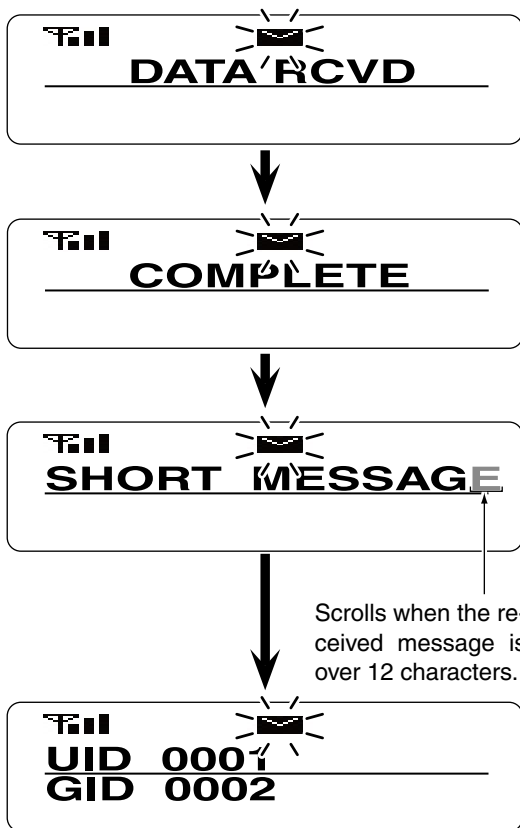 DATA RCVD
COMPLETE
SHORT MESSAGE
Scrolls when the re-
ceived message is
over 12 characters.
UID 0001
GID 0002